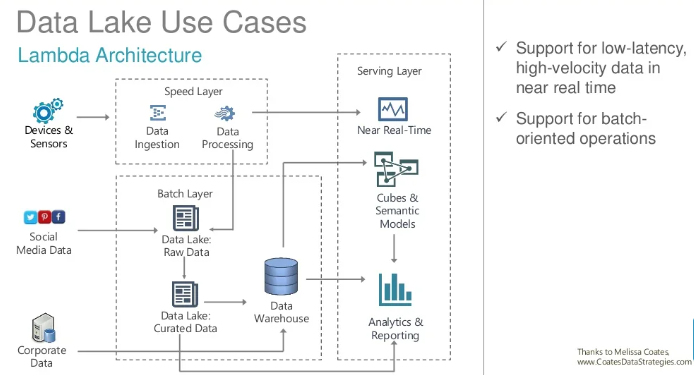 Data Lake Use Cases
Lambda Architecture
Speed Layer
Serving Layer
Devices &
Sensors
Data
Ingestion
Data
Processing
Near Real-Time
Batch Layer
Cubes &
Semantic
Models
Social
Media Data
Data Lake:
Raw Data
Data Lake:
Curated Data
Data
Warehouse
Analytics &
Reporting
Corporate
Data
✓ Support for low-latency,
high-velocity data in
near real time
✓ Support for batch-
oriented operations
Thanks to Melissa Coates,
www.CoatesDataStrategies.com